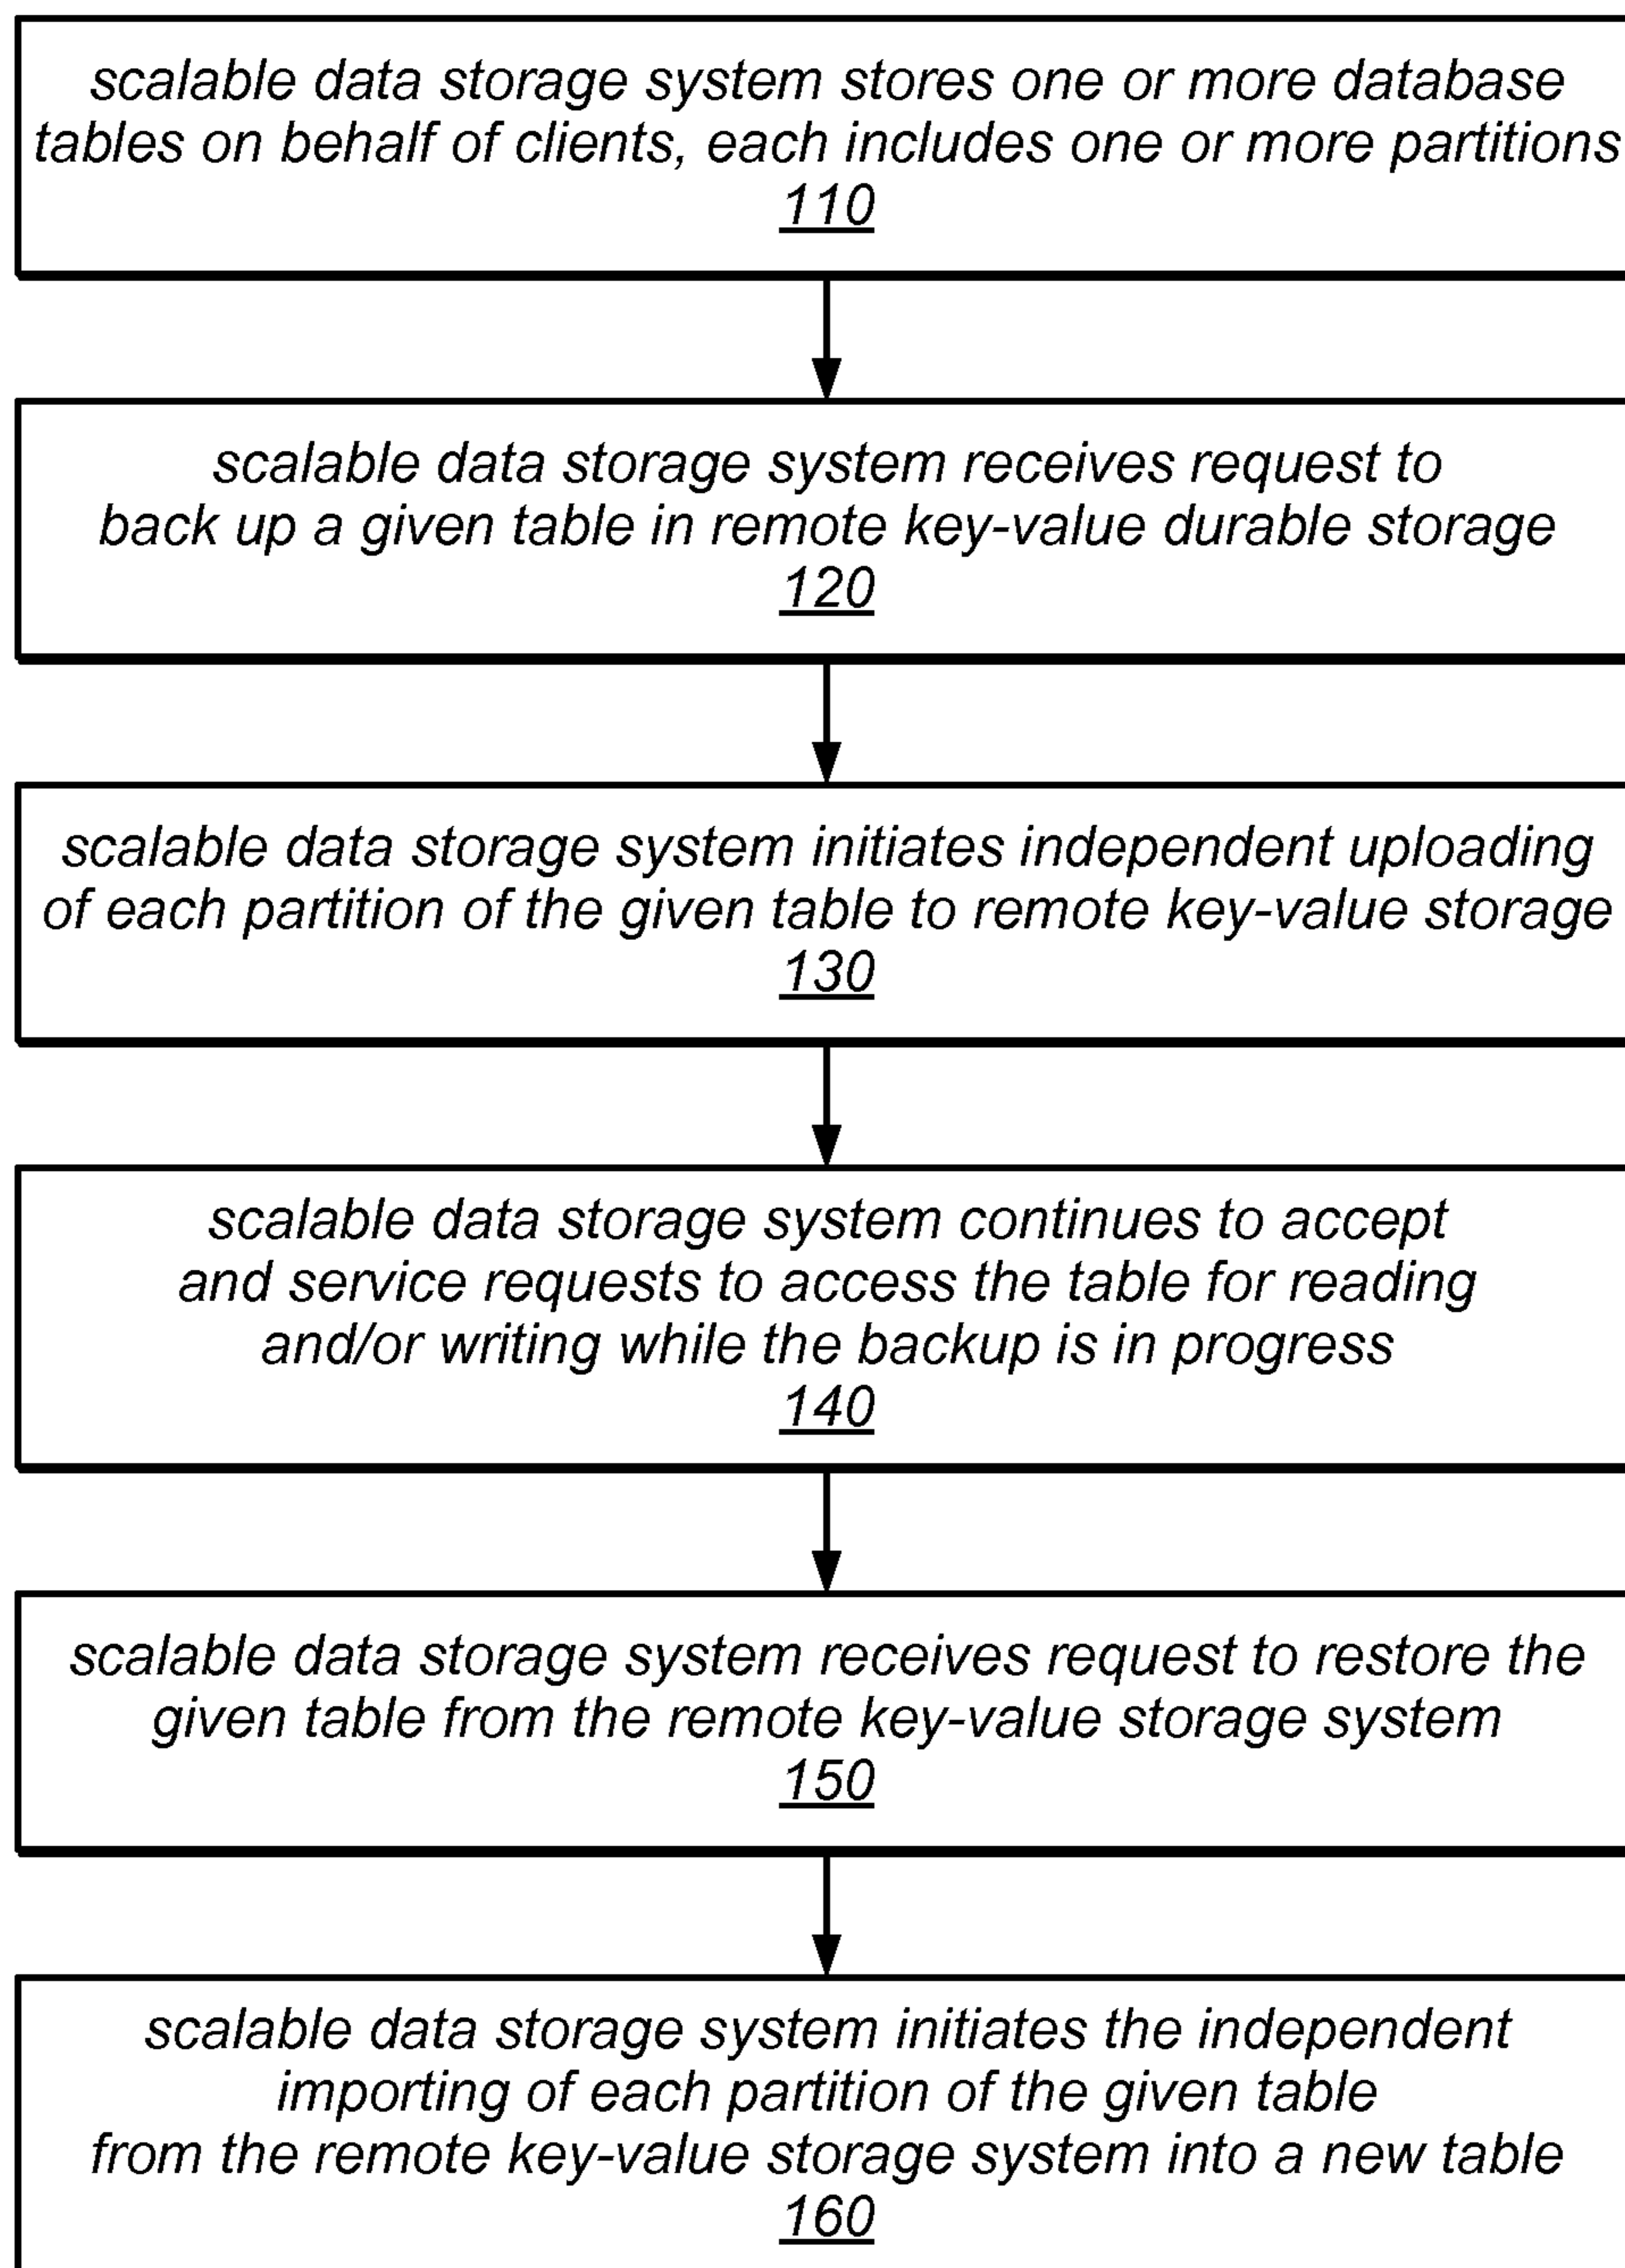 scalable data storage system stores one or more database
tables on behalf of clients, each includes one or more partitions
110
scalable data storage system receives request to
back up a given table in remote key-value durable storage
120
scalable data storage system initiates independent uploading
of each partition of the given table to remote key-value storage
130
scalable data storage system continues to accept
and service requests to access the table for reading
and/or writing while the backup is in progress
140
scalable data storage system receives request to restore the
given table from the remote key-value storage system
150
scalable data storage system initiates the independent
importing of each partition of the given table
from the remote key-value storage system into a new table
160